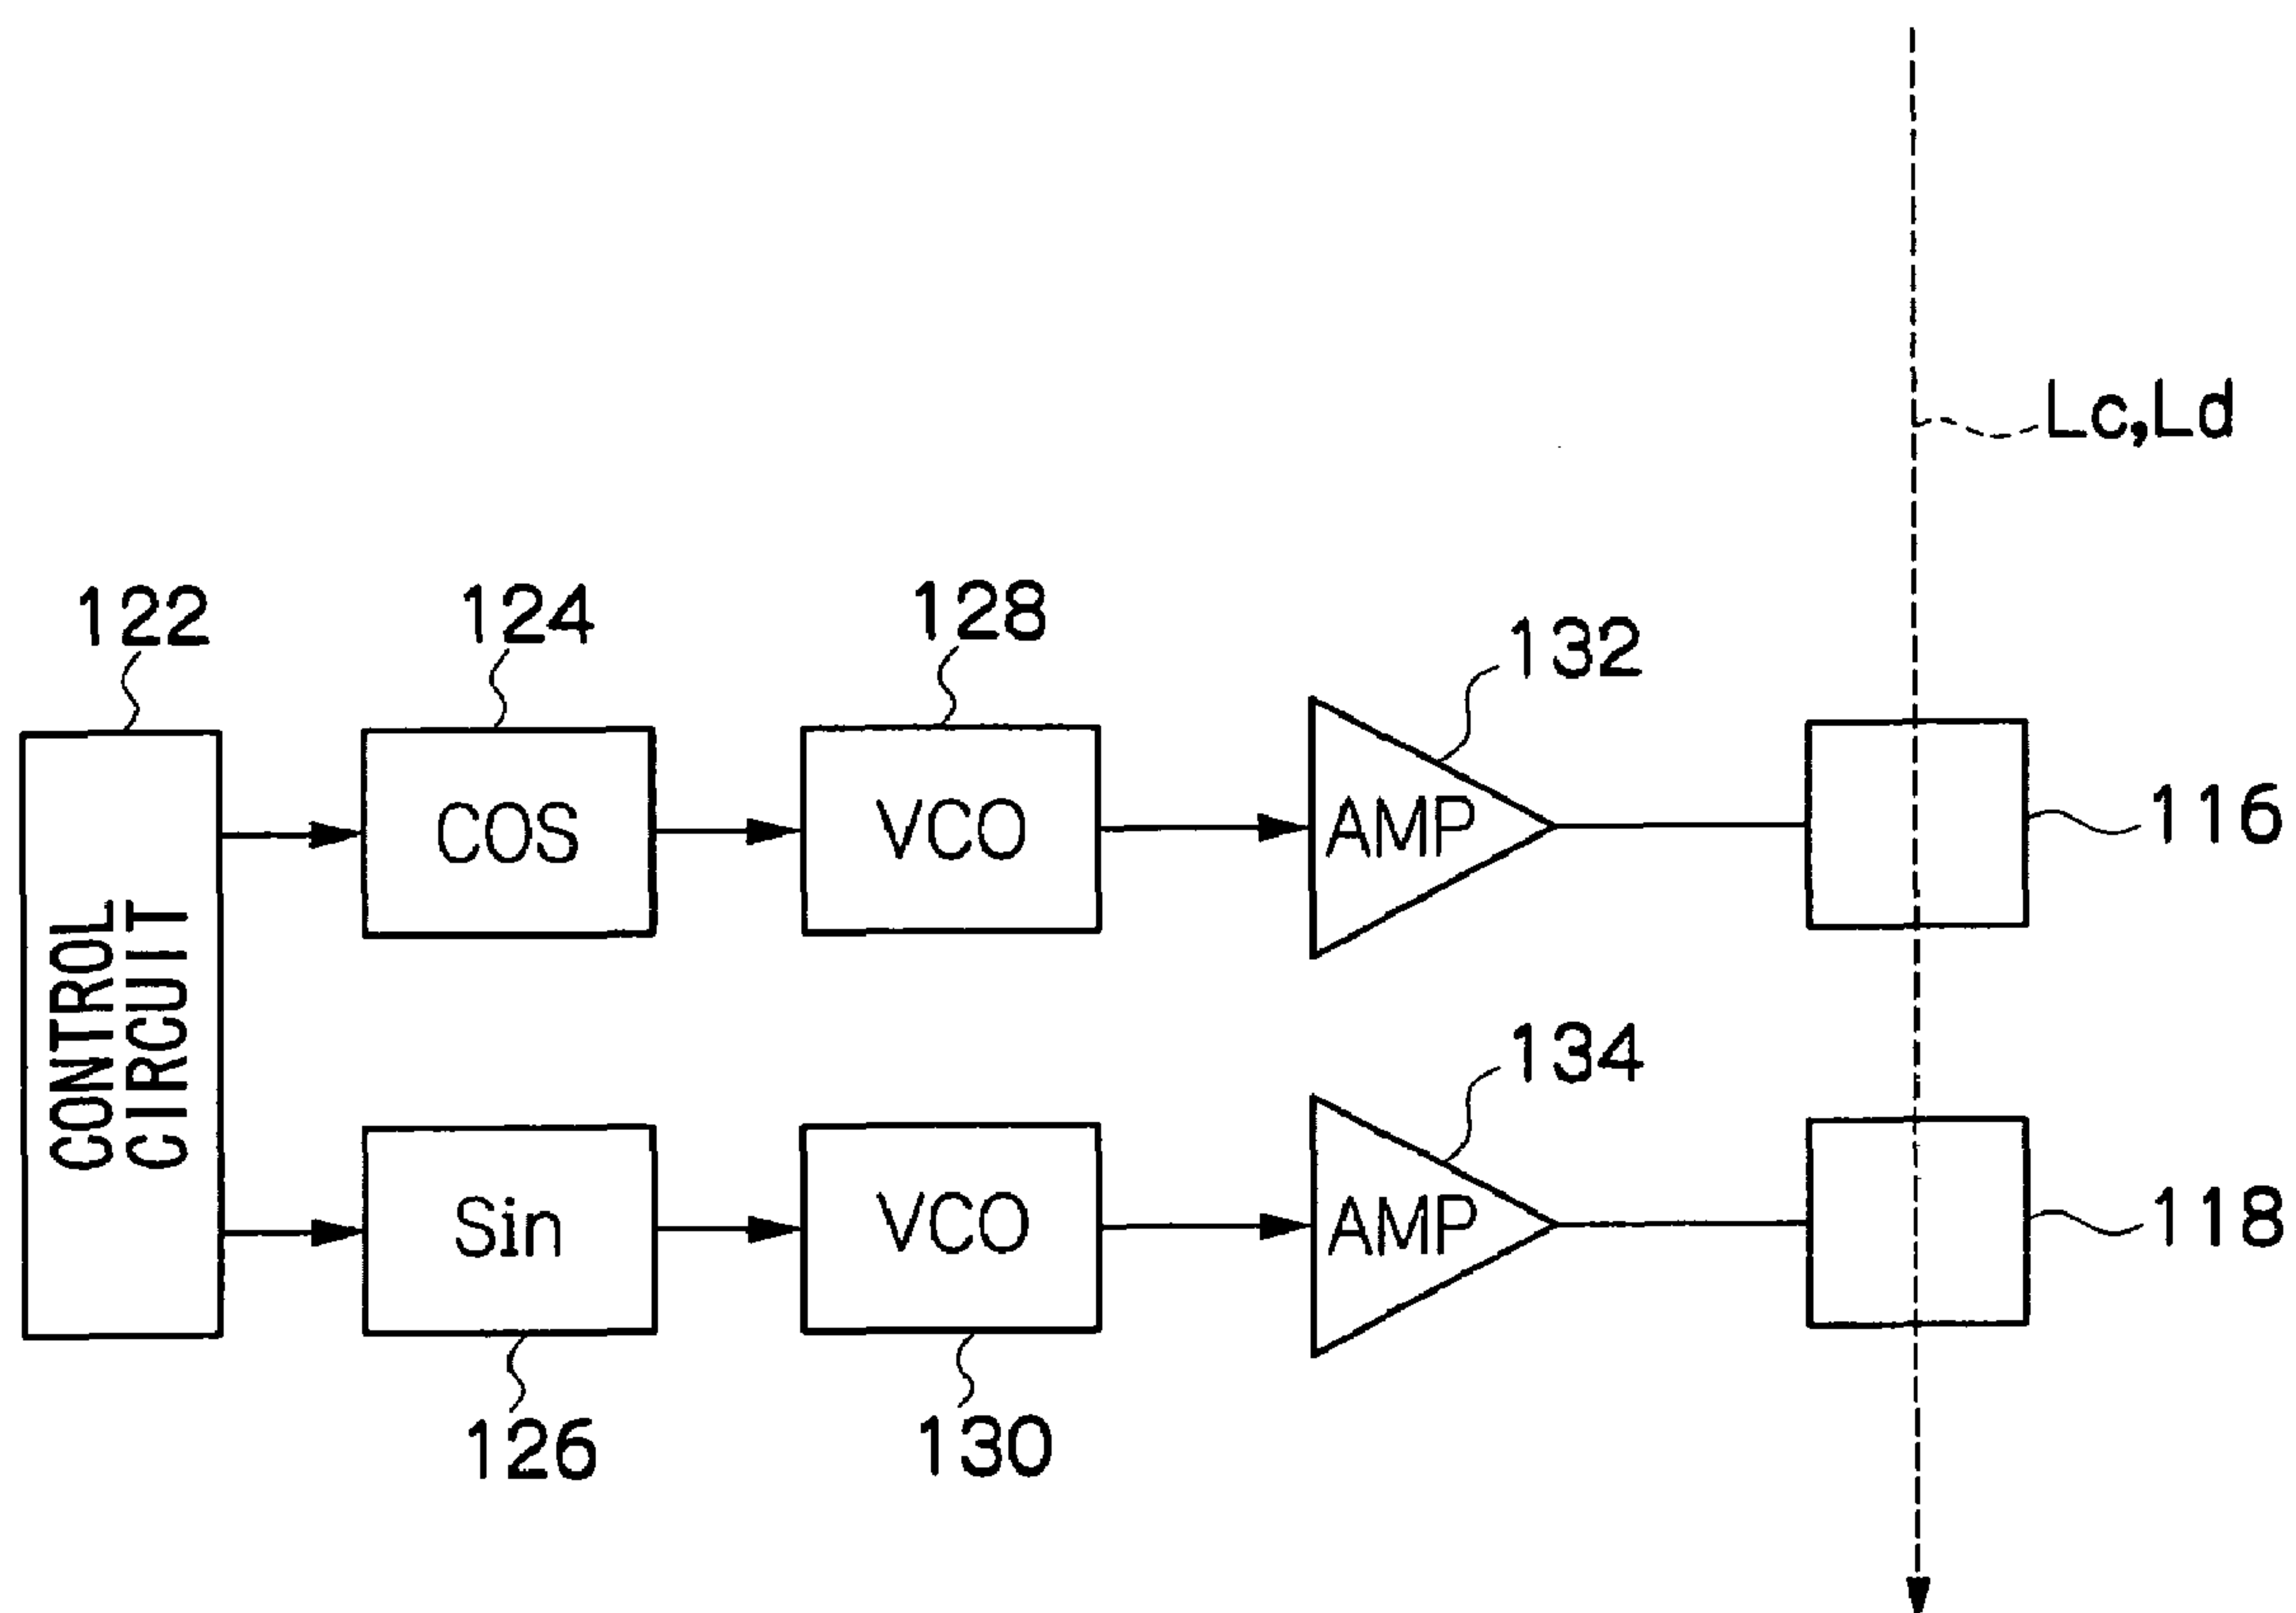 Lc,Ld
122
124
128
132
CONTROL
CIRCUIT
COS
VCO
AMP
116
134
Sin
VCO
AMP
118
126
130